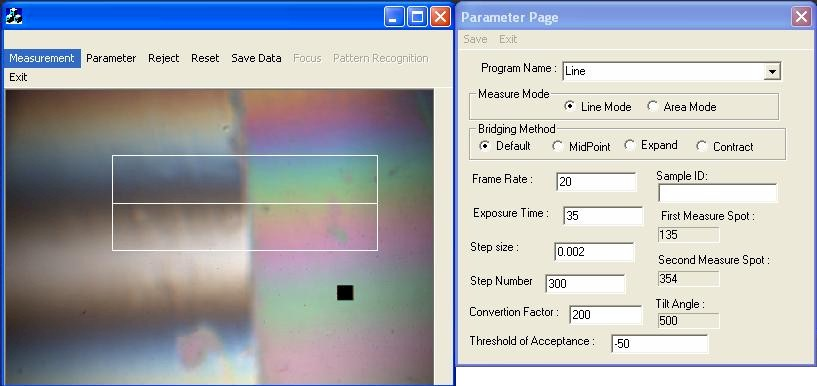 Measurement Parameter Reject Reset Save Data Focus Pattern Recognition
Exit
Parameter Page
Save Exit
Program Name : Line
Measure Mode
Line Mode Area Mode
Bridging Method
Default MidPoint Expand Contract
Frame Rate : 20
Sample ID:
Exposure Time : 35
First Measure Spot :
135
Step size : 0.002
Second Measure Spot :
354
Step Number 300
Tilt Angle :
500
Convertion Factor : 200
Threshold of Acceptance : -50